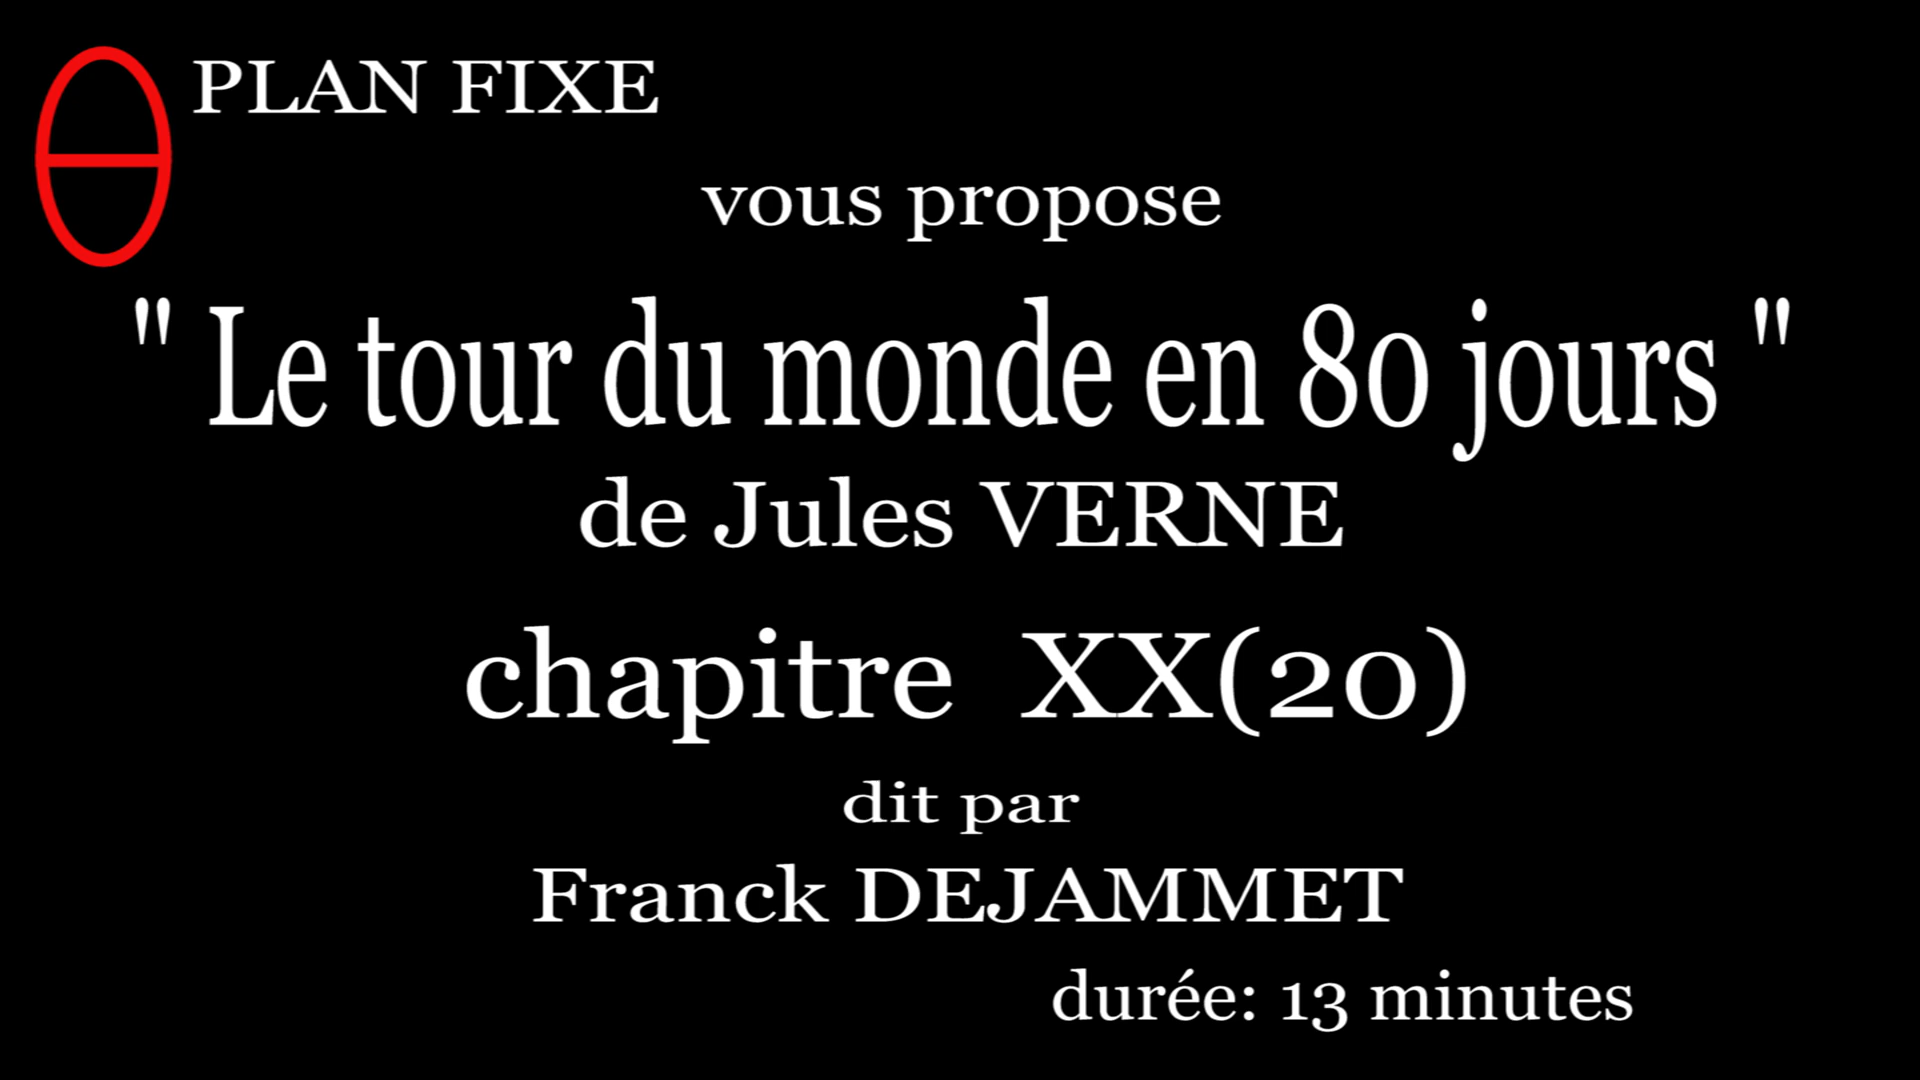 PLAN FIXE
vous propose
" Le tour du monde en 80 jours "
de Jules VERNE
chapitre XX(20)
dit par
Franck DEJAMMET
durée: 13 minutes